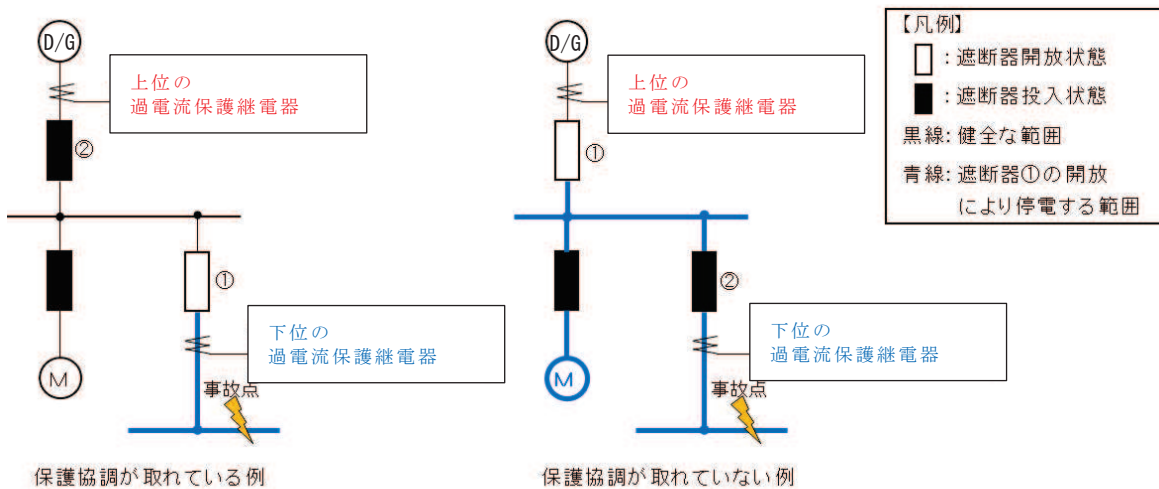 D/G
上位の
過電流保護継電器
②
①
下位の
過電流保護継電器
M
事故点
保護協調が取れている例
D/G
上位の
過電流保護継電器
①
②
下位の
過電流保護継電器
M
事故点
保護協調が取れていない例
【凡例】
：遮断器開放状態
：遮断器投入状態
黒線：健全な範囲
青線：遮断器①の開放
により停電する範囲